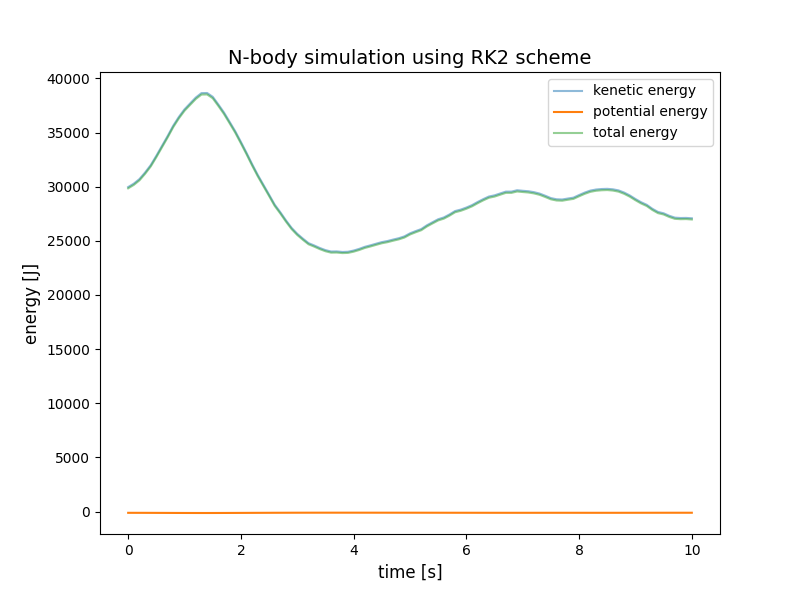 N-body simulation using RK2 scheme
kenetic energy
potential energy
total energy
energy [J]
40000
35000
30000
25000
20000
15000
10000
5000
0
0 2 4 6 8 10
time [s]